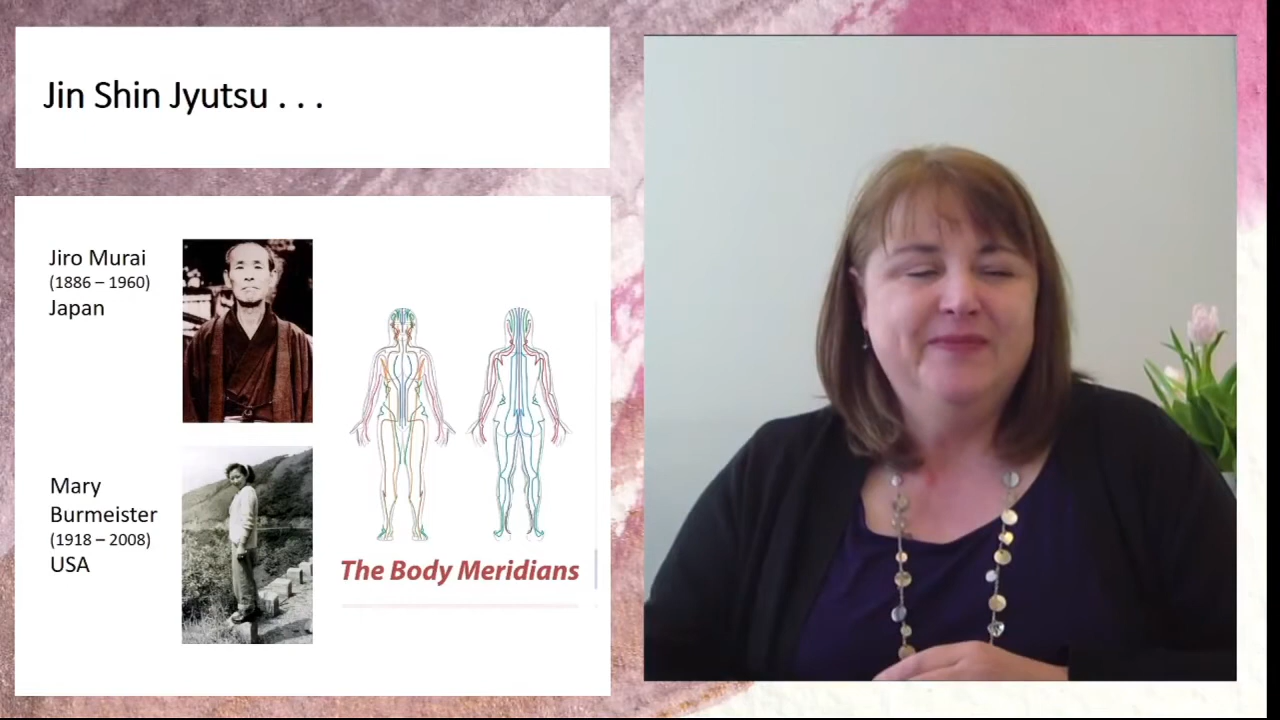 Jin Shin Jyutsu . . .
Jiro Murai
(1886 – 1960)
Japan
Mary
Burmeister
(1918 – 2008)
USA
The Body Meridians